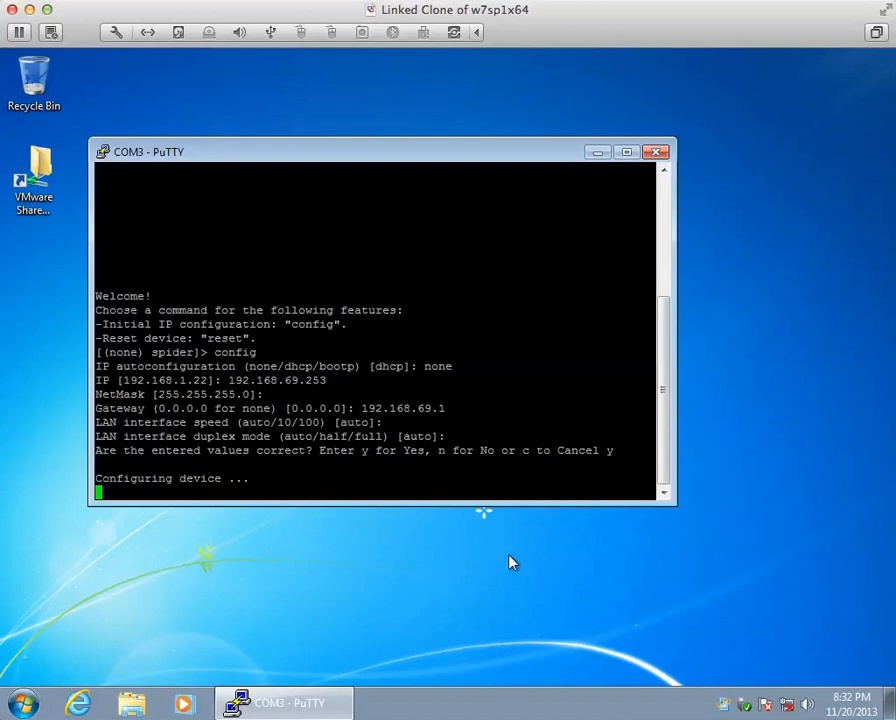 Linked Clone of w7sp1x64
Recycle Bin
VMware
Share...
COM3 - PuTTY
Welcome!
Choose a command for the following features:
-Initial IP configuration: "config".
-Reset device: "reset".
[(none) spider]> config
IP autoconfiguration (none/dhcp/bootp) [dhcp]: none
IP [192.168.1.22]: 192.168.69.253
NetMask [255.255.255.0]:
Gateway (0.0.0.0 for none) [0.0.0.0]: 192.168.69.1
LAN interface speed (auto/10/100) [auto]:
LAN interface duplex mode (auto/half/full) [auto]:
Are the entered values correct? Enter y for Yes, n for No or c to Cancel y
Configuring device ...
COM3 - PuTTY
8:32 PM
11/20/2013